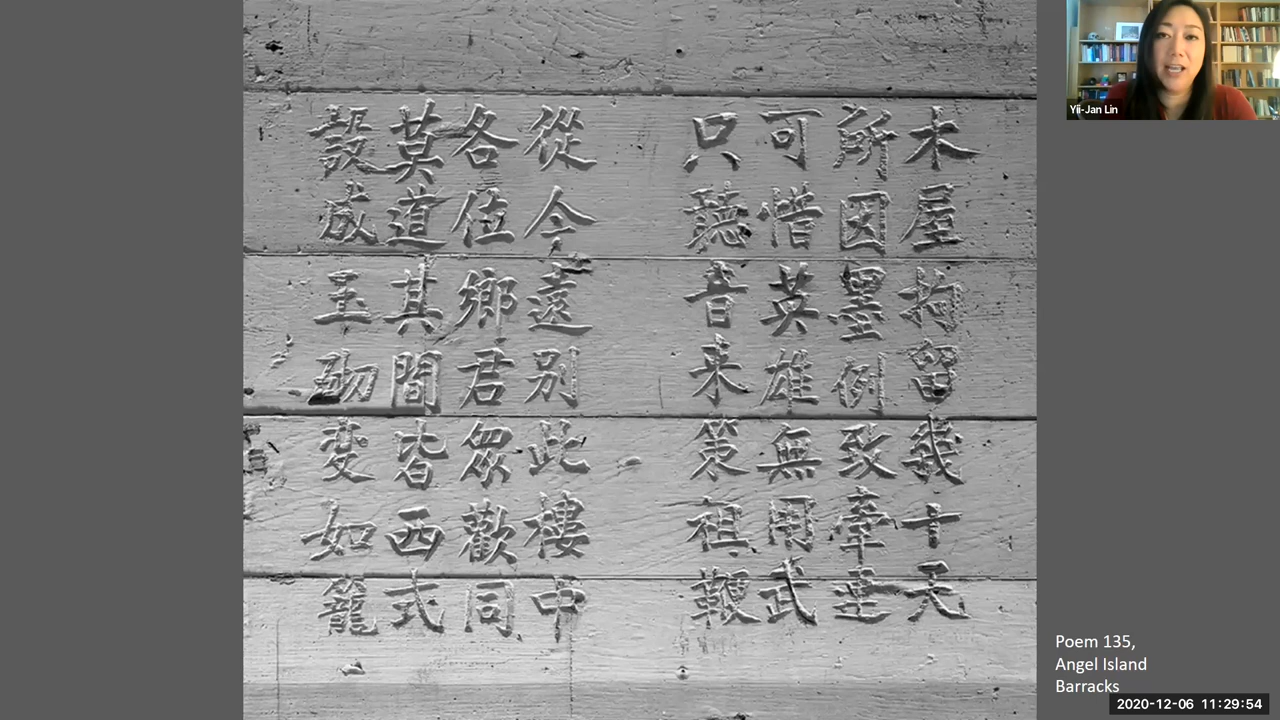 木屋拘留幾十天
所因墨例致牽連
可惜英雄無用武
只聽音来策祖鞭
從今遠別此樓中
各位鄉君眾歡同
莫道其間皆西式
設成玉砌變如籠
Yii-Jan Lin
Poem 135,
Angel Island
Barracks
2020-12-06 11:29:54